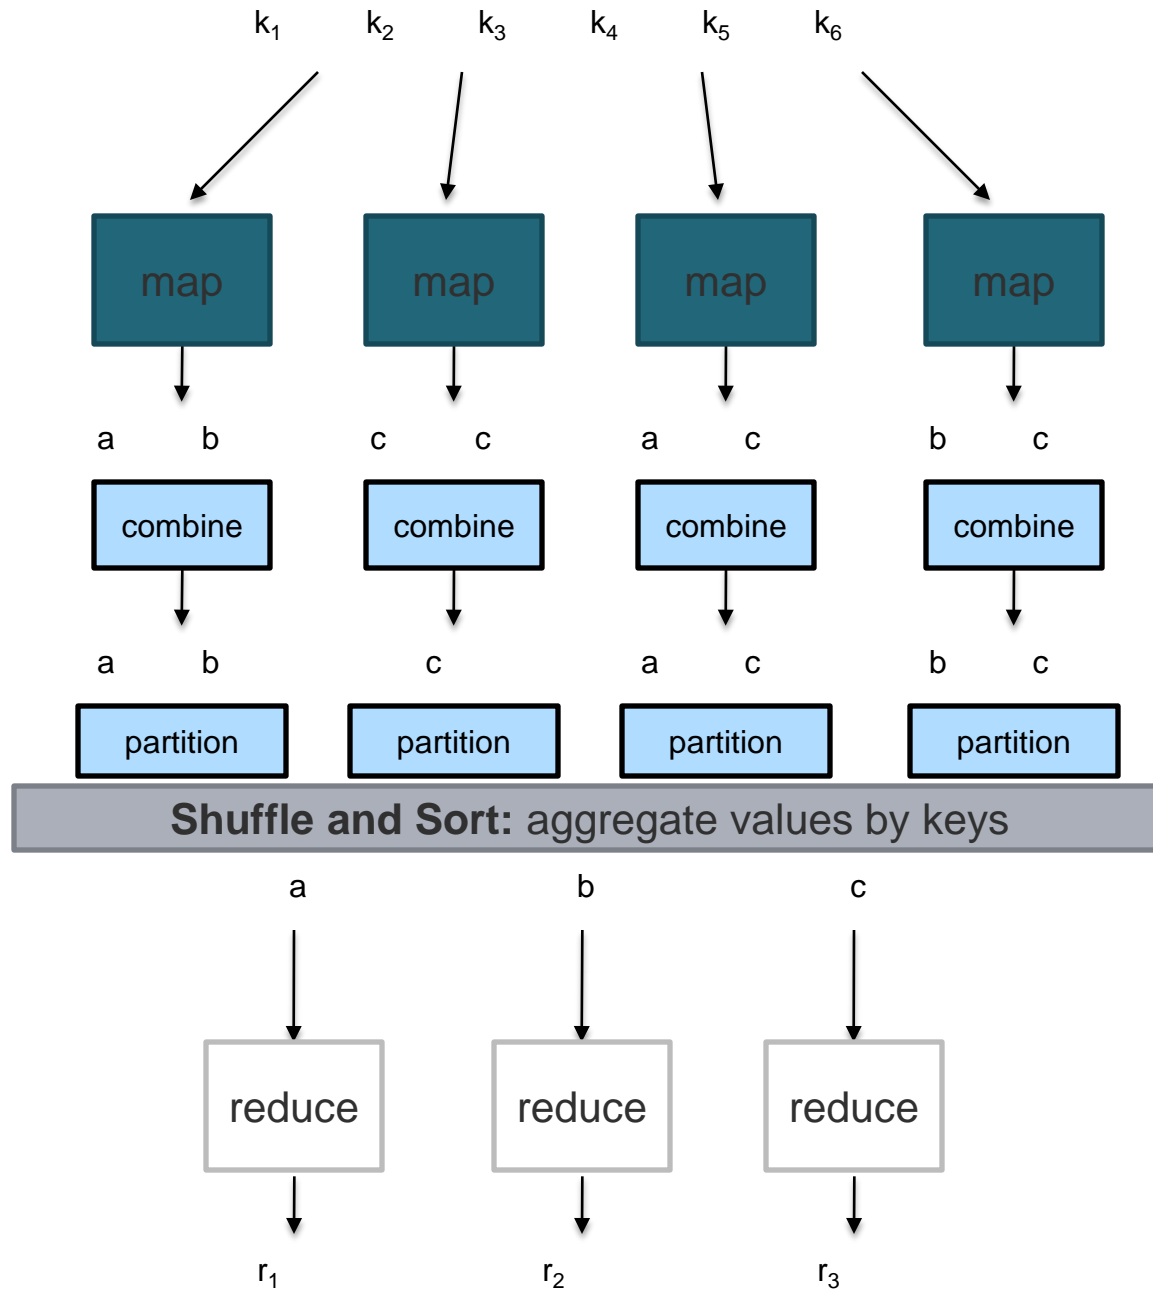 k₁ k₂ k₃ k₄ k₅ k₆
map map map map
a b c c a c b c
combine combine combine combine
a b c a c b c
partition partition partition partition
Shuffle and Sort: aggregate values by keys
a b c
reduce reduce reduce
r₁ r₂ r₃